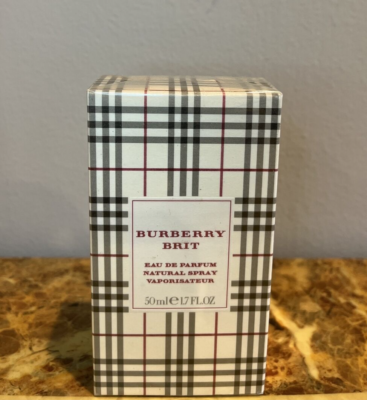 BURBERRY
BRIT
EAU DE PARFUM
NATURAL SPRAY
VAPORISATEUR
50 ml ℮ 1.7 FL.OZ